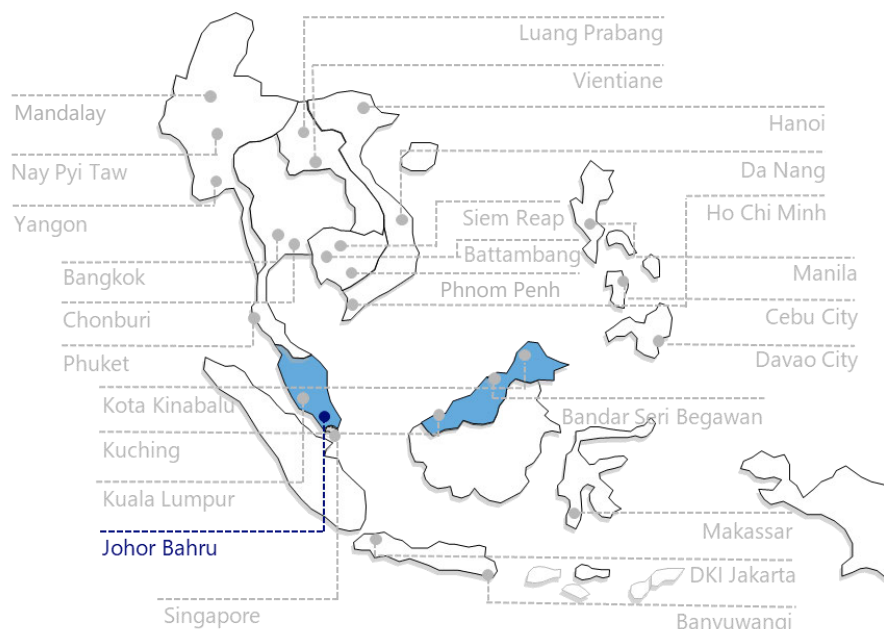 Luang Prabang
Vientiane
Mandalay
Hanoi
Nay Pyi Taw
Da Nang
Yangon
Siem Reap
Ho Chi Minh
Battambang
Bangkok
Manila
Phnom Penh
Chonburi
Cebu City
Phuket
Davao City
Kota Kinabalu
Bandar Seri Begawan
Kuching
Kuala Lumpur
Makassar
Johor Bahru
DKI Jakarta
Singapore
Banyuwangi